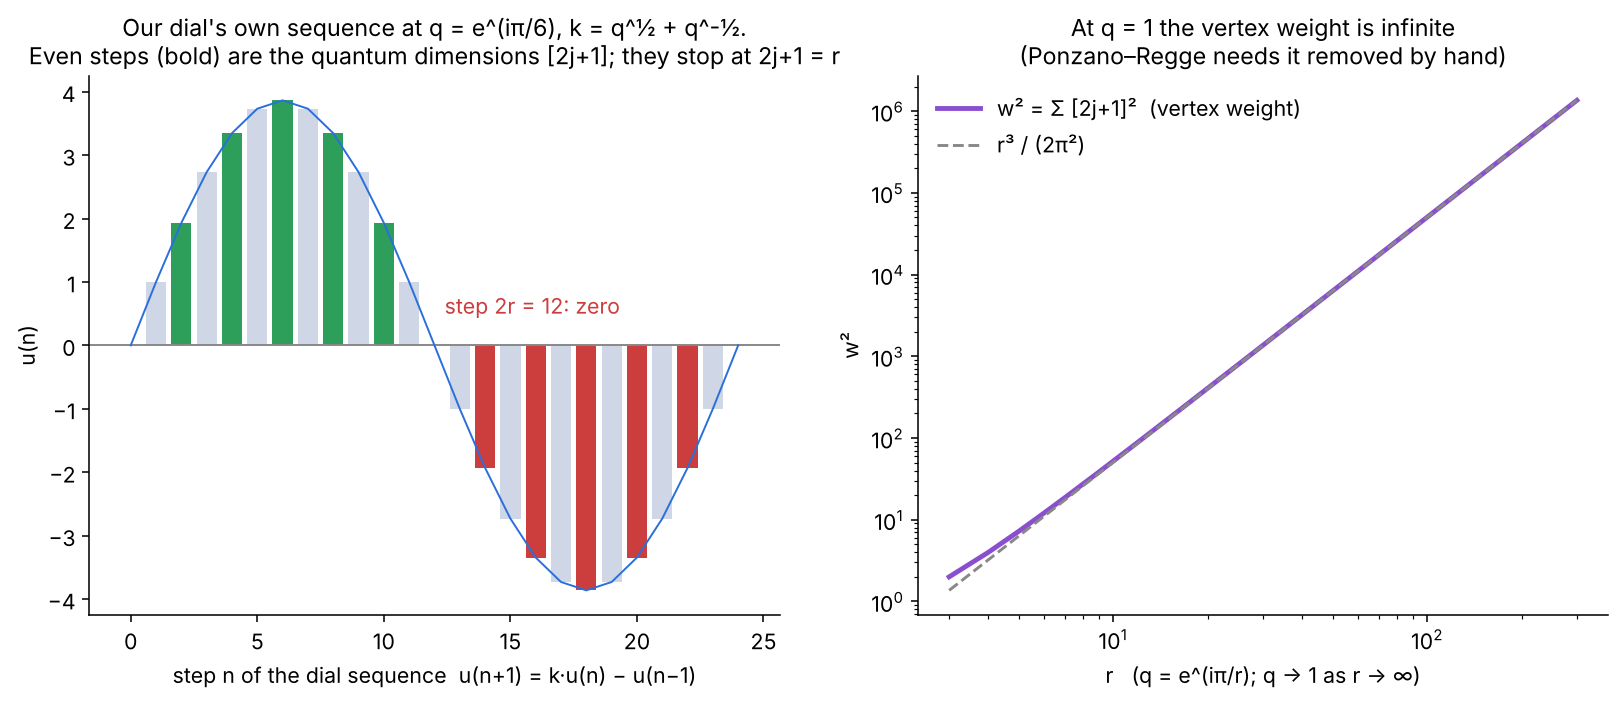 Our dial's own sequence at q = e^(iπ/6), k = q^½ + q^-½.
Even steps (bold) are the quantum dimensions [2j+1]; they stop at 2j+1 = r
4
3
2
1
0
−1
−2
−3
−4
u(n)
step 2r = 12: zero
0 5 10 15 20 25
step n of the dial sequence u(n+1) = k·u(n) − u(n−1)
At q = 1 the vertex weight is infinite
(Ponzano–Regge needs it removed by hand)
w² = Σ [2j+1]² (vertex weight)
r³ / (2π²)
10⁶
10⁵
10⁴
10³
10²
10¹
10⁰
w²
10¹ 10²
r (q = e^(iπ/r); q → 1 as r → ∞)